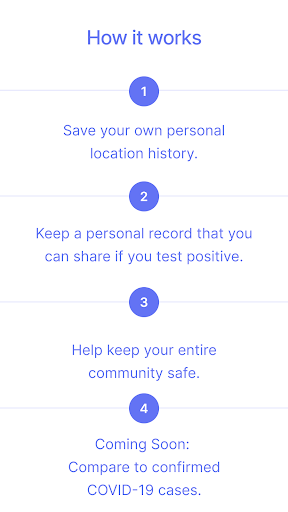 How it works
1
Save your own personal
location history.
2
Keep a personal record that you
can share if you test positive.
3
Help keep your entire
community safe.
4
Coming Soon:
Compare to confirmed
COVID-19 cases.